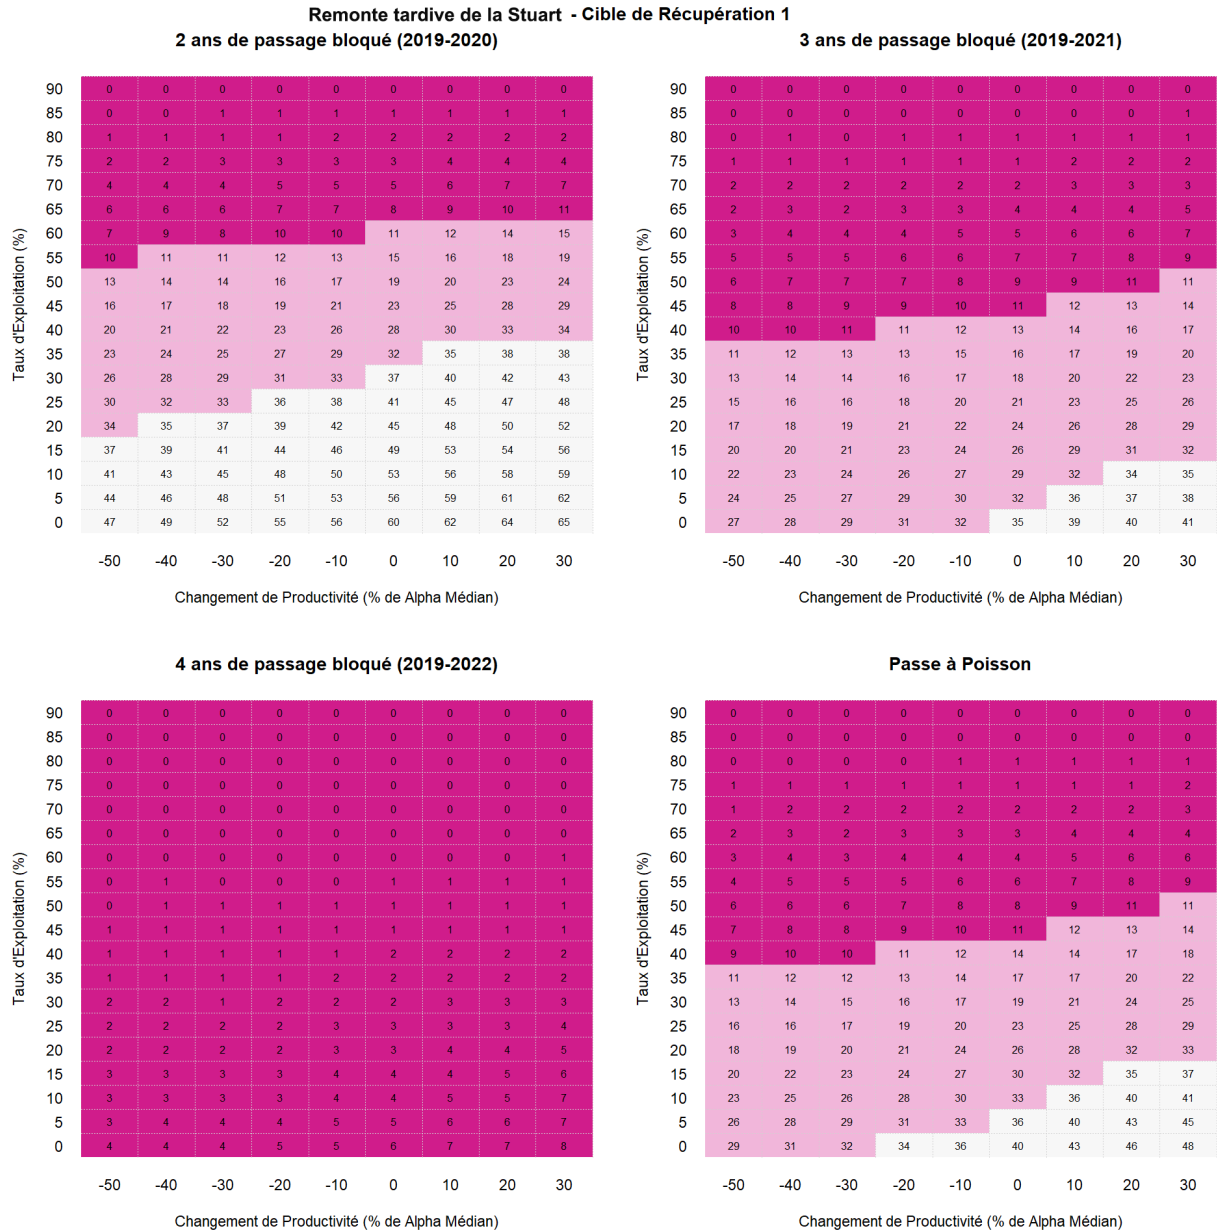 Remonte tardive de la Stuart - Cible de Récupération 1
2 ans de passage bloqué (2019-2020)
Taux d'Exploitation (%)
90 0 0 0 0 0 0 0 0 0
85 0 0 1 1 1 1 1 1 1
80 1 1 1 1 2 2 2 2 2
75 2 2 3 3 3 3 4 4 4
70 4 4 4 5 5 5 6 7 7
65 6 6 6 7 7 8 9 10 11
60 7 9 8 10 10 11 12 14 15
55 10 11 11 12 13 15 16 18 19
50 13 14 14 16 17 19 20 23 24
45 16 17 18 19 21 23 25 28 29
40 20 21 22 23 26 28 30 33 34
35 23 24 25 27 29 32 35 38 38
30 26 28 29 31 33 37 40 42 43
25 30 32 33 36 38 41 45 47 48
20 34 35 37 39 42 45 48 50 52
15 37 39 41 44 46 49 53 54 56
10 41 43 45 48 50 53 56 58 59
5 44 46 48 51 53 56 59 61 62
0 47 49 52 55 56 60 62 64 65
-50 -40 -30 -20 -10 0 10 20 30
Changement de Productivité (% de Alpha Médian)
3 ans de passage bloqué (2019-2021)
Taux d'Exploitation (%)
90 0 0 0 0 0 0 0 0 0
85 0 0 0 0 0 0 0 0 1
80 0 1 0 1 1 1 1 1 1
75 1 1 1 1 1 1 2 2 2
70 2 2 2 2 2 2 3 3 3
65 2 3 2 3 3 4 4 4 5
60 3 4 4 4 5 5 6 6 7
55 5 5 5 6 6 7 7 8 9
50 6 7 7 7 8 9 9 11 11
45 8 8 9 9 10 11 12 13 14
40 10 10 11 11 12 13 14 16 17
35 11 12 13 13 15 16 17 19 20
30 13 14 14 16 17 18 20 22 23
25 15 16 16 18 20 21 23 25 26
20 17 18 19 21 22 24 26 28 29
15 20 20 21 23 24 26 29 31 32
10 22 23 24 26 27 29 32 34 35
5 24 25 27 29 30 32 36 37 38
0 27 28 29 31 32 35 39 40 41
-50 -40 -30 -20 -10 0 10 20 30
Changement de Productivité (% de Alpha Médian)
4 ans de passage bloqué (2019-2022)
Taux d'Exploitation (%)
90 0 0 0 0 0 0 0 0 0
85 0 0 0 0 0 0 0 0 0
80 0 0 0 0 0 0 0 0 0
75 0 0 0 0 0 0 0 0 0
70 0 0 0 0 0 0 0 0 0
65 0 0 0 0 0 0 0 0 0
60 0 0 0 0 0 0 0 0 1
55 0 1 0 0 0 1 1 1 1
50 0 1 1 1 1 1 1 1 1
45 1 1 1 1 1 1 1 1 1
40 1 1 1 1 1 2 2 2 2
35 1 1 1 1 2 2 2 2 2
30 2 2 1 2 2 2 3 3 3
25 2 2 2 2 3 3 3 3 4
20 2 2 2 2 3 3 4 4 5
15 3 3 3 3 4 4 4 5 6
10 3 3 3 3 4 4 5 5 7
5 3 4 4 4 5 5 6 6 7
0 4 4 4 5 5 6 7 7 8
-50 -40 -30 -20 -10 0 10 20 30
Changement de Productivité (% de Alpha Médian)
Passe à Poisson
Taux d'Exploitation (%)
90 0 0 0 0 0 0 0 0 0
85 0 0 0 0 0 0 0 0 0
80 0 0 0 0 1 1 1 1 1
75 1 1 1 1 1 1 1 1 2
70 1 2 2 2 2 2 2 2 3
65 2 3 2 3 3 3 4 4 4
60 3 4 3 4 4 4 5 6 6
55 4 5 5 5 6 6 7 8 9
50 6 6 6 7 8 8 9 11 11
45 7 8 8 9 10 11 12 13 14
40 9 10 10 11 12 14 14 17 18
35 11 12 12 13 14 17 17 20 22
30 13 14 15 16 17 19 21 24 25
25 16 16 17 19 20 23 25 28 29
20 18 19 20 21 24 26 28 32 33
15 20 22 23 24 27 30 32 35 37
10 23 25 26 28 30 33 36 40 41
5 26 28 29 31 33 36 40 43 45
0 29 31 32 34 36 40 43 46 48
-50 -40 -30 -20 -10 0 10 20 30
Changement de Productivité (% de Alpha Médian)